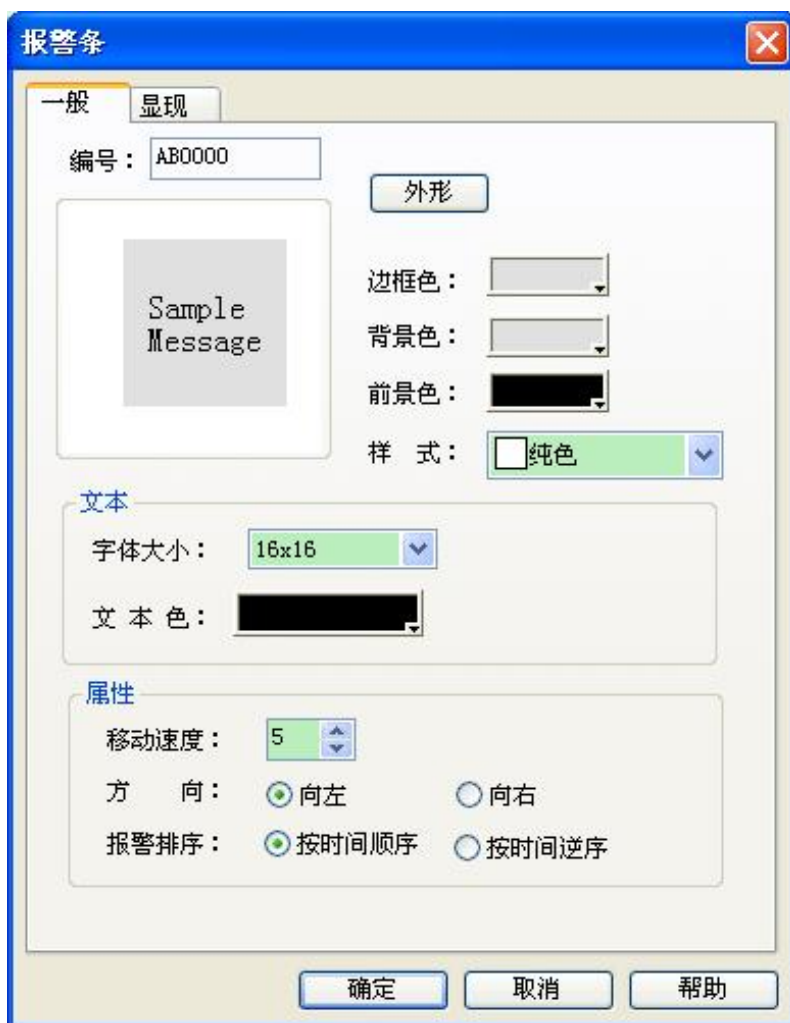 报警条
一般 显现
编号： AB0000
外形
Sample
Message
边框色：
背景色：
前景色：
样 式： 纯色
文本
字体大小： 16x16
文 本 色：
属性
移动速度： 5
方 向： 向左 向右
报警排序： 按时间顺序 按时间逆序
确定 取消 帮助